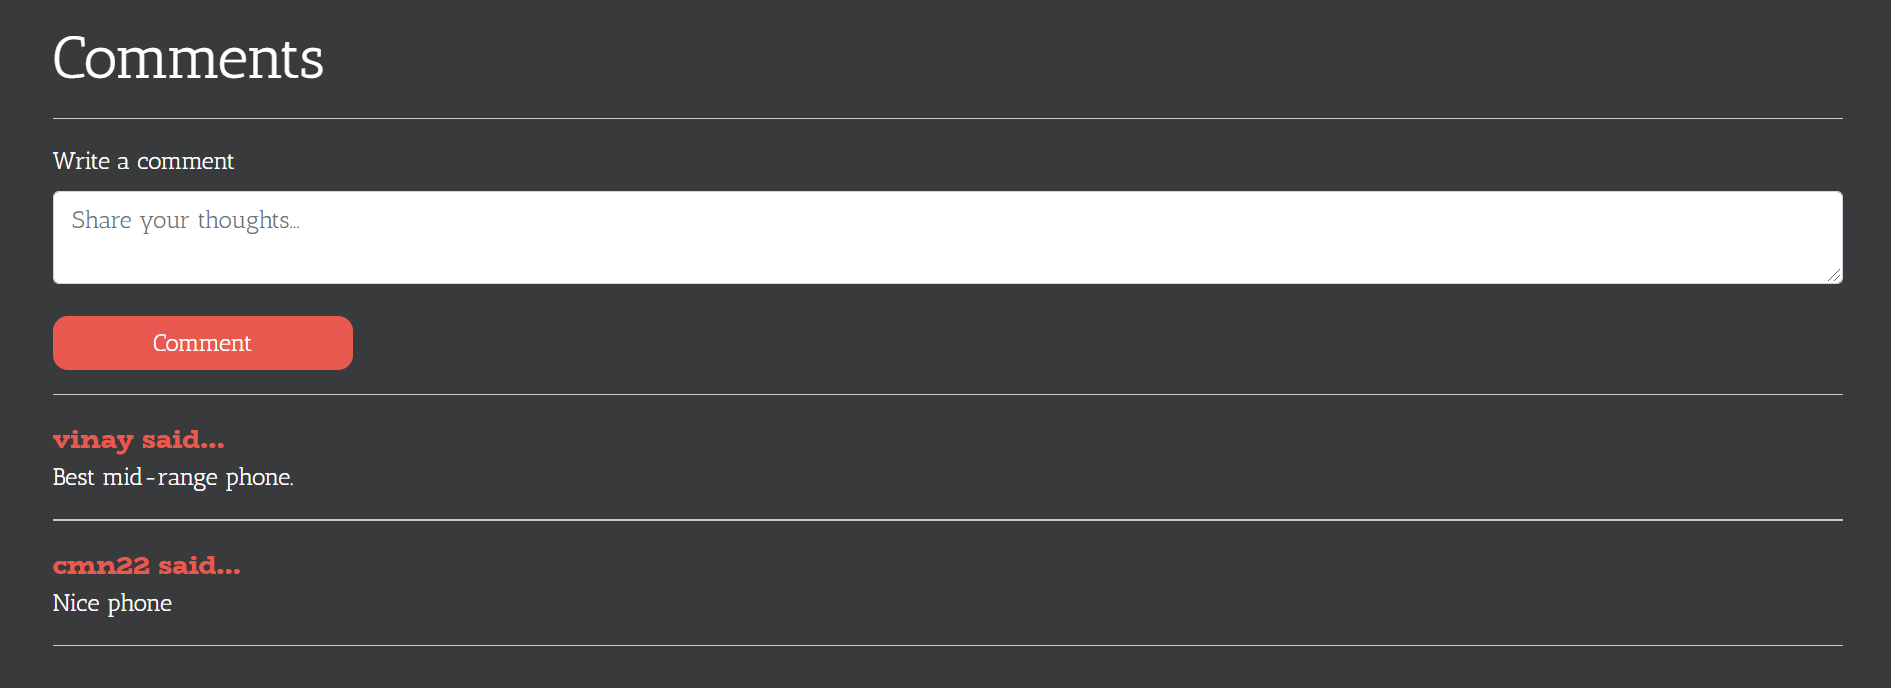 Comments
Write a comment
Share your thoughts...
Comment
vinay said...
Best mid-range phone.
cmn22 said...
Nice phone